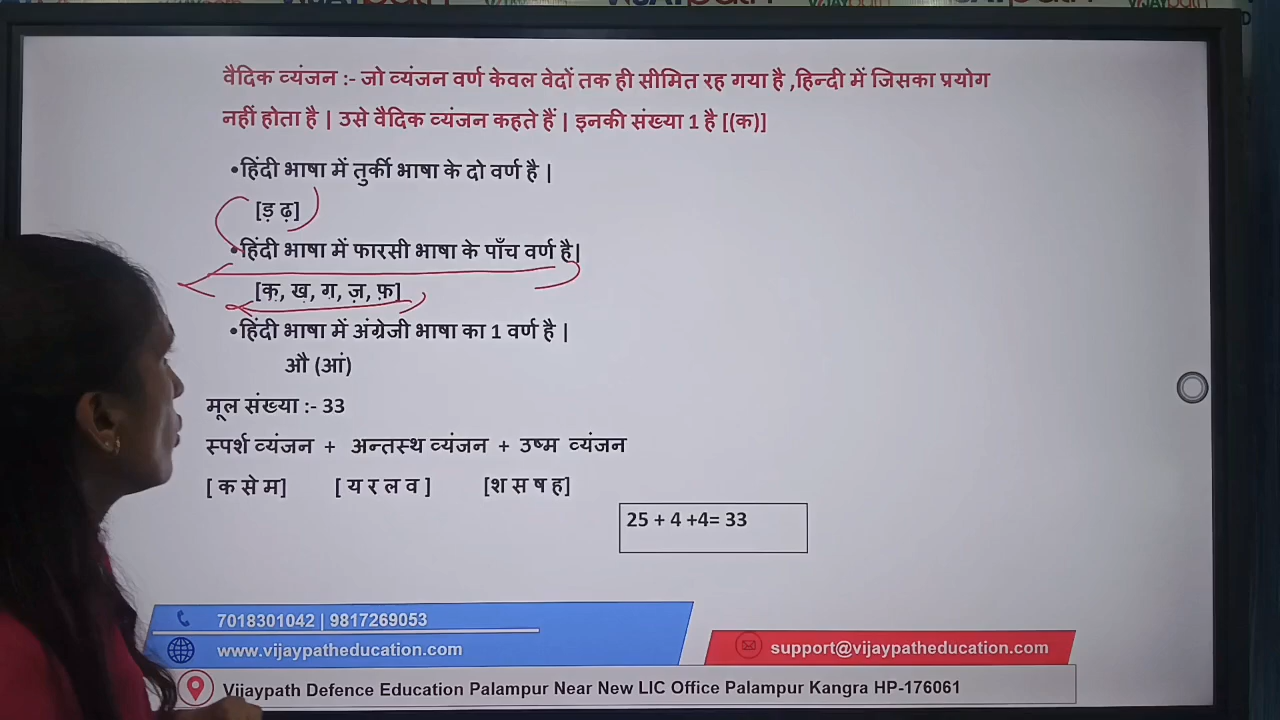 वैदिक व्यंजन :- जो व्यंजन वर्ण केवल वेदों तक ही सीमित रह गया है ,हिन्दी में जिसका प्रयोग
नहीं होता है | उसे वैदिक व्यंजन कहते हैं | इनकी संख्या 1 है [(क)]
•हिंदी भाषा में तुर्की भाषा के दो वर्ण है |
[ड़ ढ़]
•हिंदी भाषा में फारसी भाषा के पाँच वर्ण है|
[क़, ख़, ग़, ज़, फ़]
•हिंदी भाषा में अंग्रेजी भाषा का 1 वर्ण है |
औ (आं)
मूल संख्या :- 33
स्पर्श व्यंजन + अन्तस्थ व्यंजन + उष्म व्यंजन
[ क से म] [ य र ल व ] [श स ष ह]
25 + 4 +4= 33
7018301042 | 9817269053
www.vijaypatheducation.com
support@vijaypatheducation.com
Vijaypath Defence Education Palampur Near New LIC Office Palampur Kangra HP-176061